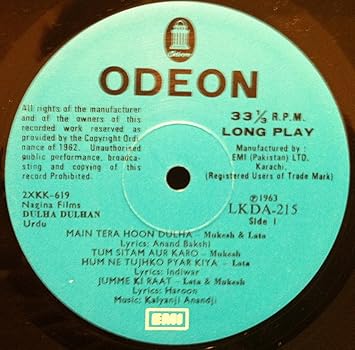 Odeon
ODEON
All rights of the manufacturer
and of the owners of this
recorded work reserved as
provided by the Copyright Ordi-
nance of 1962. Unauthorised
public performance, broadcas-
ting and copying of this
record Prohibited.
33⅓ R.P.M.
LONG PLAY
Manufactured by :
EMI (Pakistan) LTD.
Karachi,
(Registered Users of Trade Mark)
2XKK-619
Nagina Films
DULHA DULHAN
Urdu
℗1963
LKDA-215
Side 1
MAIN TERA HOON DULHA – Mukesh & Lata
Lyrics: Anand Bakshi
TUM SITAM AUR KARO – Mukesh
HUM NE TUJHKO PYAR KIYA – Lata
Lyrics: Indiwar
JUMME KI RAAT – Lata & Mukesh
Lyrics: Haroon
Music: Kalyanji Anandji
EMI